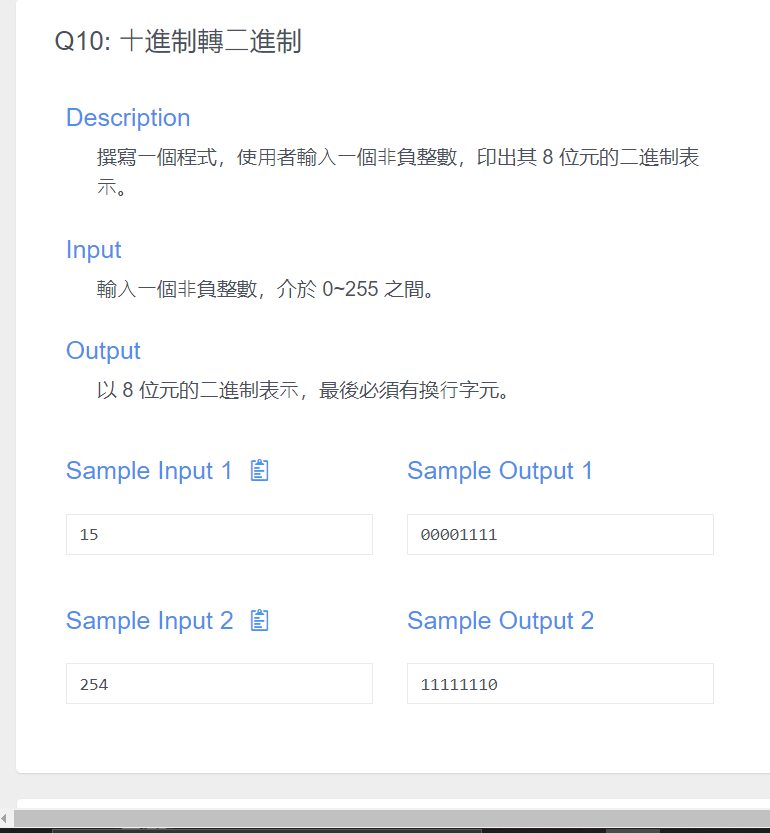 Q10: 十進制轉二進制
Description
撰寫一個程式，使用者輸入一個非負整數，印出其 8 位元的二進制表
示。
Input
輸入一個非負整數，介於 0~255 之間。
Output
以 8 位元的二進制表示，最後必須有換行字元。
Sample Input 1
Sample Output 1
15
00001111
Sample Input 2
Sample Output 2
254
11111110